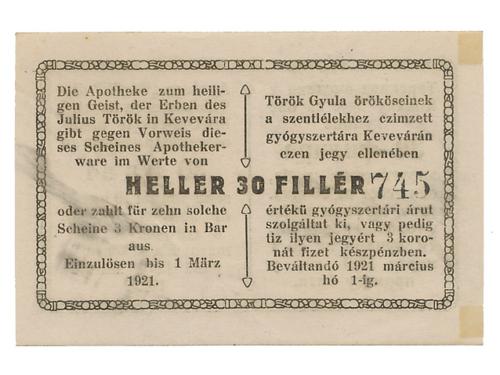 Die Apotheke zum heili-
gen Geist, der Erben des
Julius Török in Kevevára
gibt gegen Vorweis die-
ses Scheines Apotheker-
ware im Werte von
Török Gyula örököseinek
a szentlélekhez czimzett
gyógyszertára Kevevárán
ezen jegy ellenében
HELLER 30 FILLÉR 745
oder zahlt für zehn solche
Scheine 3 Kronen in Bar
aus.
Einzulösen bis 1 März
1921.
értékű gyógyszertári árut
szolgáltat ki, vagy pedig
tiz ilyen jegyért 3 koro-
nát fizet készpénzben.
Beváltandó 1921 március
hó 1-ig.